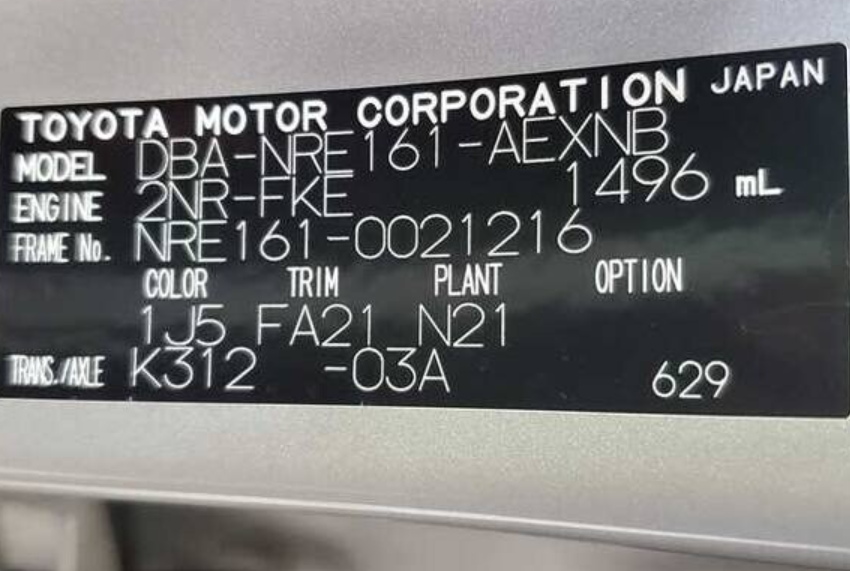 TOYOTA MOTOR CORPORATION JAPAN
MODEL DBA-NRE161-AEXNB
ENGINE 2NR-FKE 1496 mL
FRAME No. NRE161-0021216
COLOR TRIM PLANT OPTION
1J5 FA21 N21
TRANS./AXLE K312 -03A 629